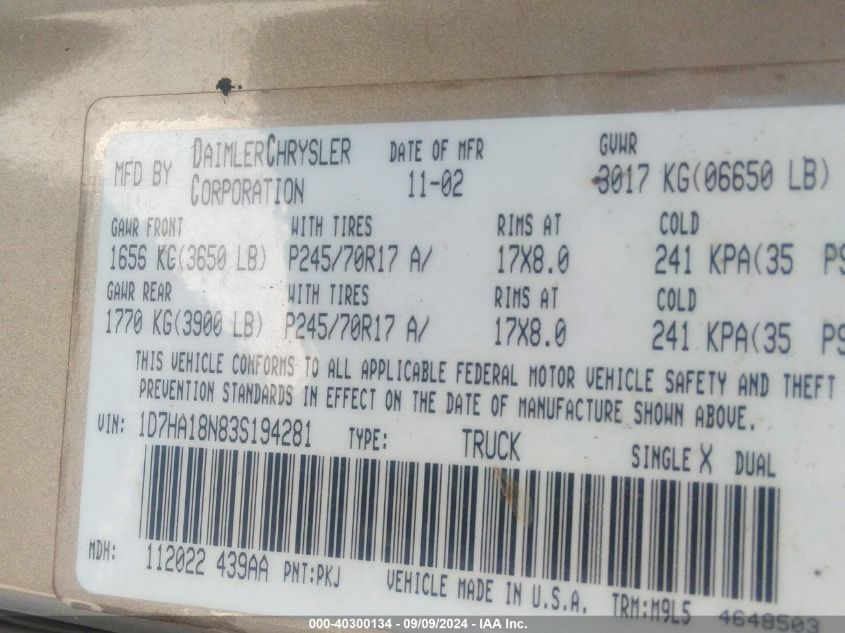 MFD BY DAIMLERCHRYSLER CORPORATION
DATE OF MFR 11-02
GVWR 3017 KG(06650 LB)
GAWR FRONT WITH TIRES RIMS AT COLD
1656 KG(3650 LB) P245/70R17 A/ 17X8.0 241 KPA(35 PS
GAWR REAR WITH TIRES RIMS AT COLD
1770 KG(3900 LB) P245/70R17 A/ 17X8.0 241 KPA(35 PS
THIS VEHICLE CONFORMS TO ALL APPLICABLE FEDERAL MOTOR VEHICLE SAFETY AND THEFT
PREVENTION STANDARDS IN EFFECT ON THE DATE OF MANUFACTURE SHOWN ABOVE.
VIN: 1D7HA18N83S194281 TYPE: TRUCK SINGLE X DUAL
MDH: 112022 439AA PNT:PKJ VEHICLE MADE IN U.S.A. TRM:M9L5 4648503
000-40300134 - 09/09/2024 - IAA Inc.